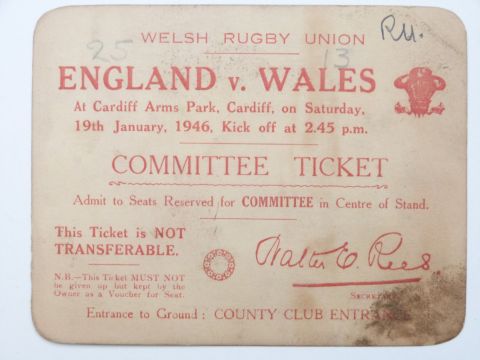 WELSH RUGBY UNION
R.U.
25
13
ENGLAND v. WALES
At Cardiff Arms Park, Cardiff, on Saturday,
19th January, 1946, Kick off at 2.45 p.m.
COMMITTEE TICKET
Admit to Seats Reserved for COMMITTEE in Centre of Stand.
This Ticket is NOT
TRANSFERABLE.
N.B.—This Ticket MUST NOT
be given up but kept by the
Owner as a Voucher for Seat.
Walter E. Rees
SECRETARY
Entrance to Ground : COUNTY CLUB ENTRANCE